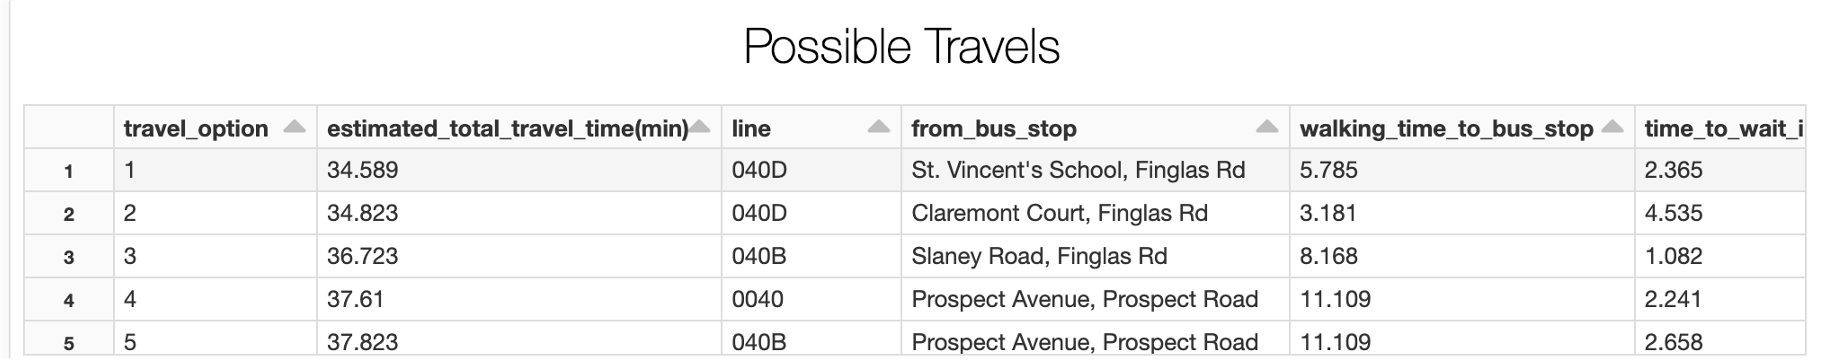 Possible Travels
travel_option estimated_total_travel_time(min) line from_bus_stop walking_time_to_bus_stop time_to_wait_i
1 1 34.589 040D St. Vincent's School, Finglas Rd 5.785 2.365
2 2 34.823 040D Claremont Court, Finglas Rd 3.181 4.535
3 3 36.723 040B Slaney Road, Finglas Rd 8.168 1.082
4 4 37.61 0040 Prospect Avenue, Prospect Road 11.109 2.241
5 5 37.823 040B Prospect Avenue, Prospect Road 11.109 2.658